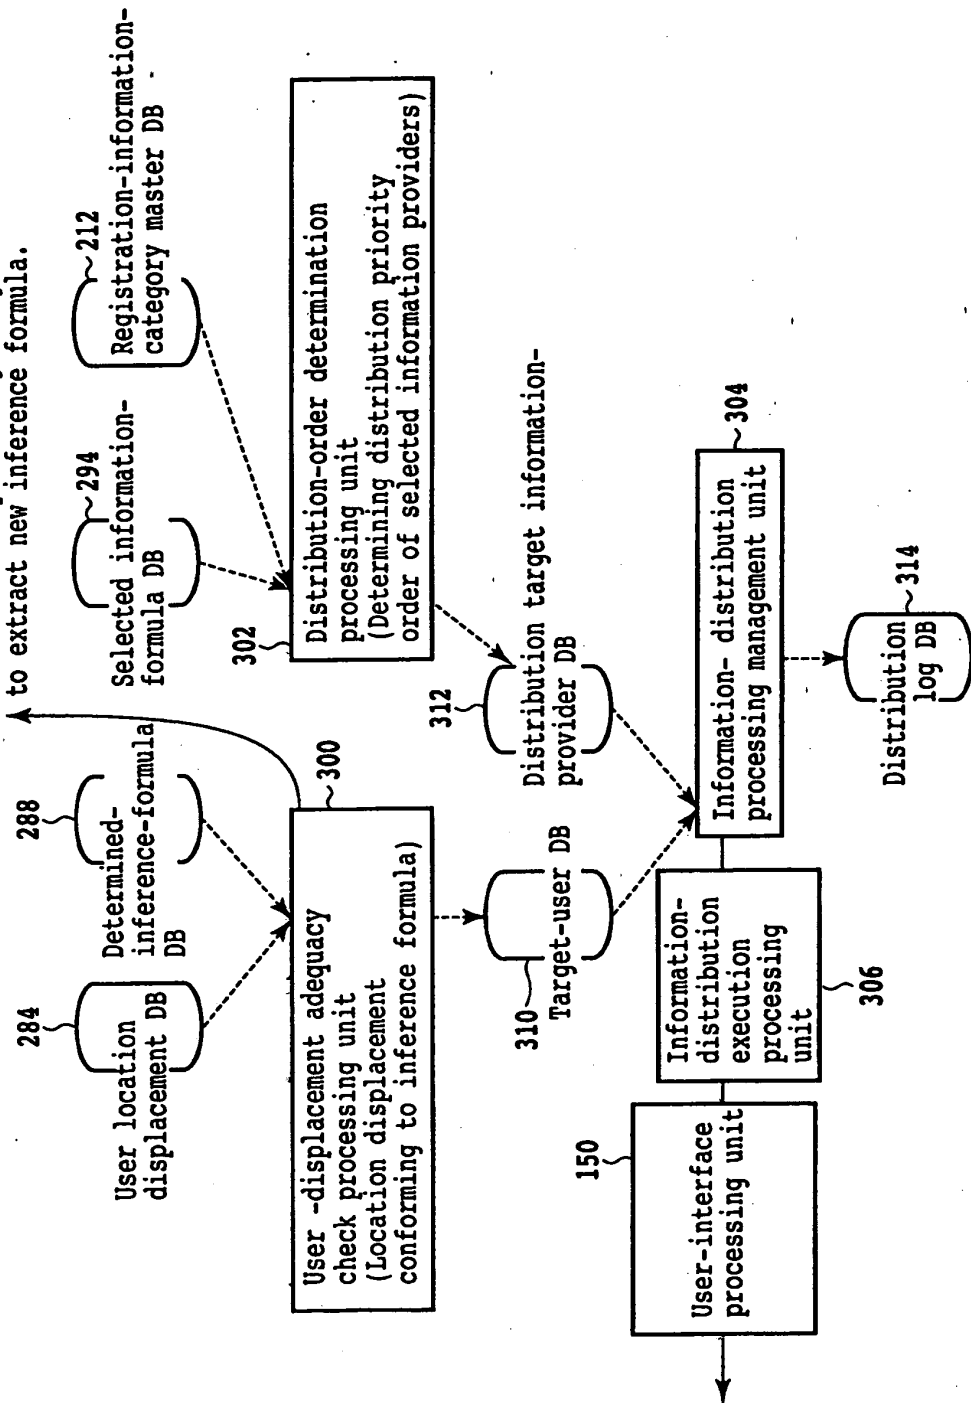 to extract new inference formula.
284
User location
displacement DB
288
Determined-
inference-formula
DB
294
Selected information-
formula DB
212
Registration-information-
category master DB
300
User -displacement adequacy
check processing unit
(Location displacement
conforming to inference formula)
302
Distribution-order determination
processing unit
(Determining distribution priority
order of selected information providers)
310
Target-user DB
312
Distribution target information-
provider DB
150
User-interface
processing unit
Information-
distribution
execution
processing
unit
306
304
Information- distribution
processing management unit
Distribution
log DB
314